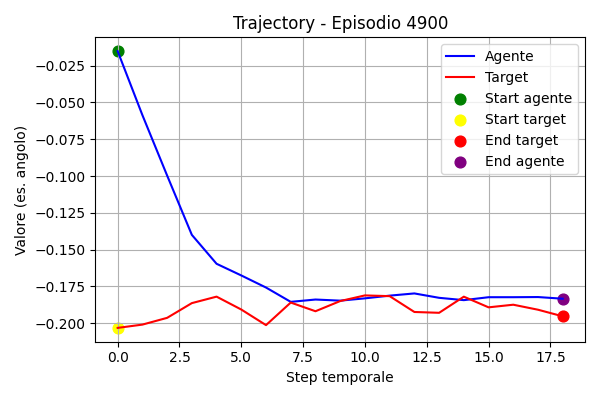 Trajectory - Episodio 4900
Valore (es. angolo)
−0.025
−0.050
−0.075
−0.100
−0.125
−0.150
−0.175
−0.200
Agente
Target
Start agente
Start target
End target
End agente
0.0 2.5 5.0 7.5 10.0 12.5 15.0 17.5
Step temporale